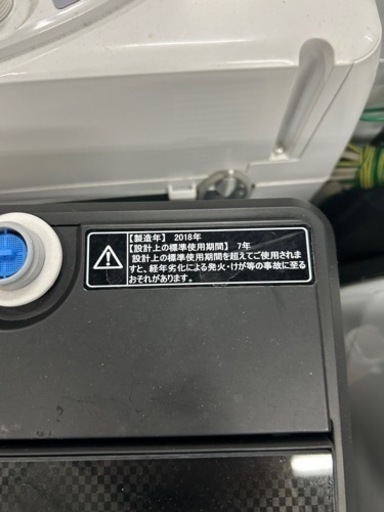 【製造年】 2018年
【設計上の標準使用期間】 7年
設計上の標準使用期間を超えてご使用されま
すと、経年劣化による発火・けが等の事故に至る
おそれがあります。